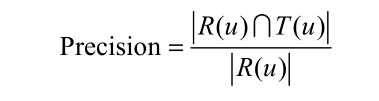 Precision = |R(u)⋂T(u)| / |R(u)|